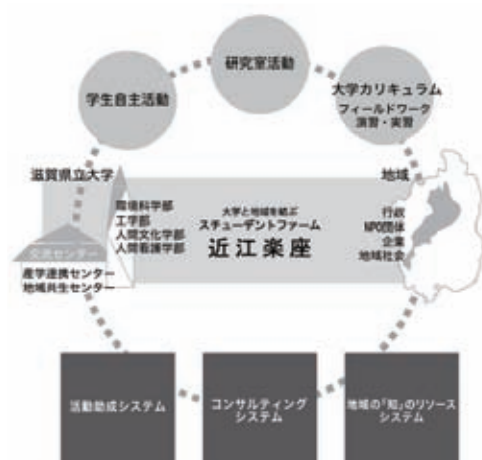 研究室活動
学生自主活動
大学カリキュラム
フィールドワーク
演習・実習
滋賀県立大学
地域
環境科学部
工学部
人間文化学部
人間看護学部
大学と地域を結ぶ
スチューデントファーム
近江楽座
行政
NPO団体
企業
地域社会
交流センター
産学連携センター
地域共生センター
活動助成システム
コンサルティング
システム
地域の「知」のリソース
システム